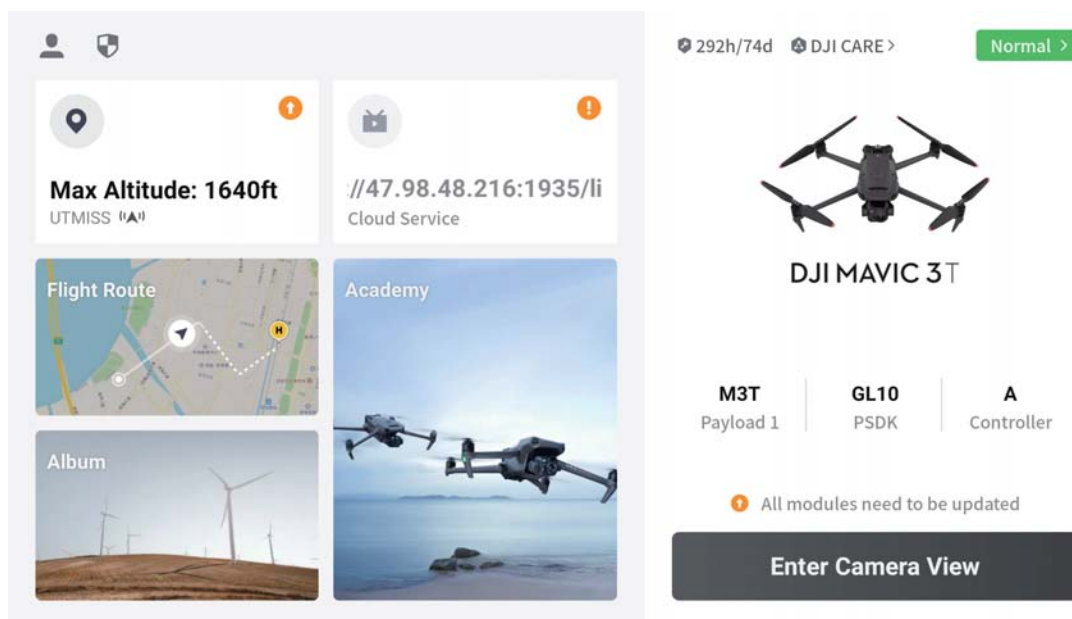 Max Altitude: 1640ft
UTMISS
://47.98.48.216:1935/li
Cloud Service
Flight Route
H
Academy
Album
292h/74d DJI CARE >
Normal >
DJI MAVIC 3T
M3T
Payload 1
GL10
PSDK
A
Controller
All modules need to be updated
Enter Camera View